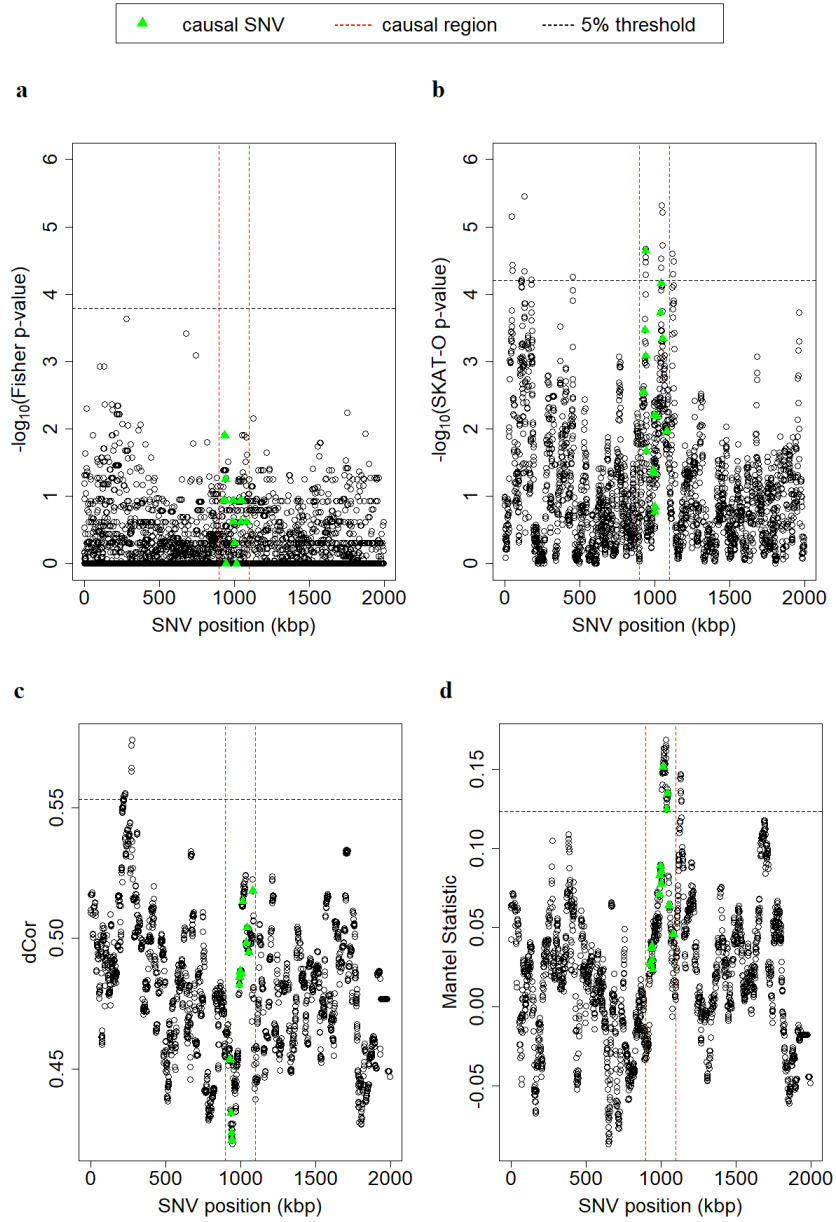 causal SNV causal region 5% threshold
a b
6 6
5 5
4 4
3 3
2 2
1 1
0 0
-log10(Fisher p-value) -log10(SKAT-O p-value)
0 500 1000 1500 2000 0 500 1000 1500 2000
SNV position (kbp) SNV position (kbp)
c d
0.55
0.50
0.45
dCor
0.15
0.10
0.05
0.00
-0.05
Mantel Statistic
0 500 1000 1500 2000 0 500 1000 1500 2000
SNV position (kbp) SNV position (kbp)